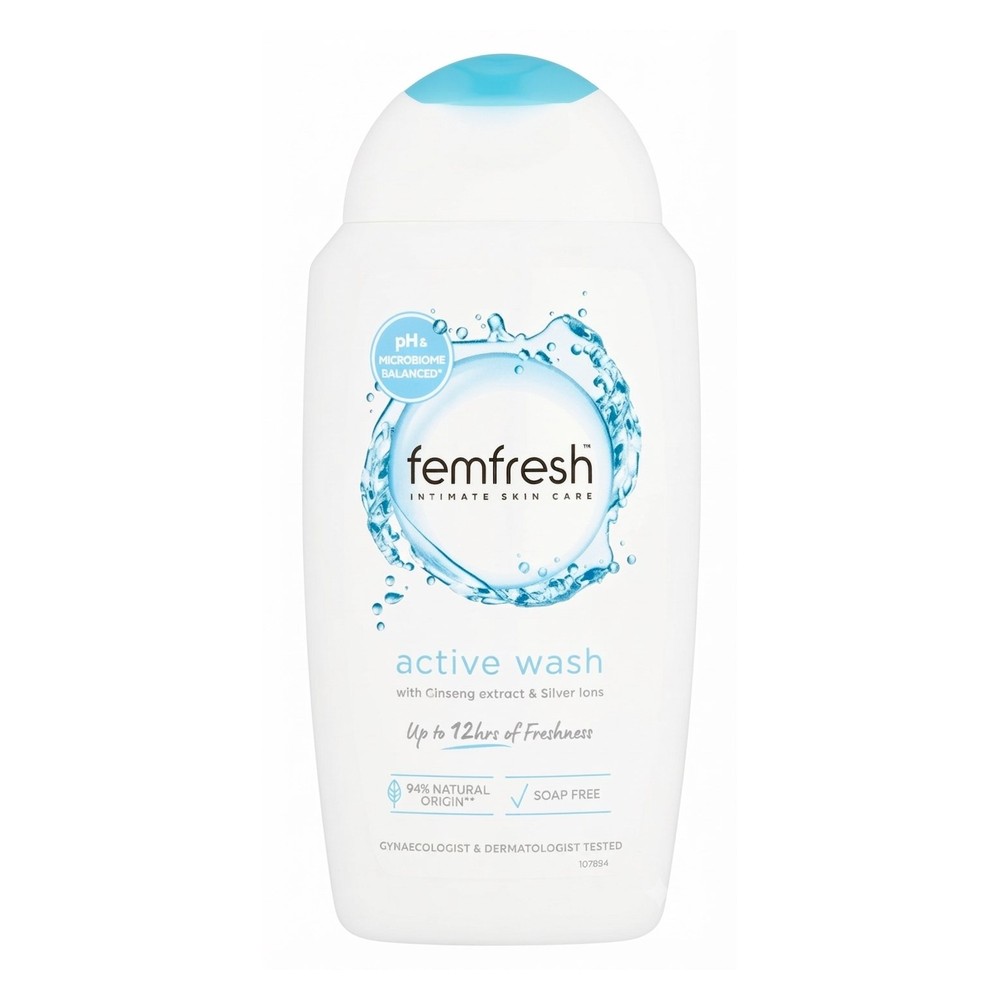 pH &
MICROBIOME
BALANCED*
femfresh™
INTIMATE SKIN CARE
active wash
with Ginseng extract & Silver Ions
Up to 12hrs of Freshness
94% NATURAL
ORIGIN**
SOAP FREE
GYNAECOLOGIST & DERMATOLOGIST TESTED
107894